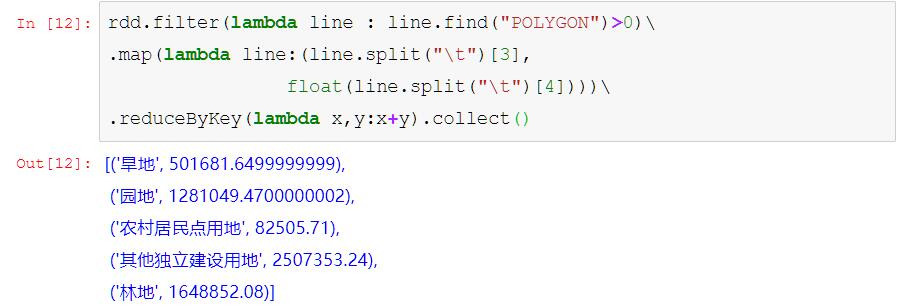 In [12]: rdd.filter(lambda line : line.find("POLYGON")>0)\
.map(lambda line:(line.split("\t")[3],
float(line.split("\t")[4])))\
.reduceByKey(lambda x,y:x+y).collect()
Out[12]: [('旱地', 501681.6499999999),
('园地', 1281049.4700000002),
('农村居民点用地', 82505.71),
('其他独立建设用地', 2507353.24),
('林地', 1648852.08)]